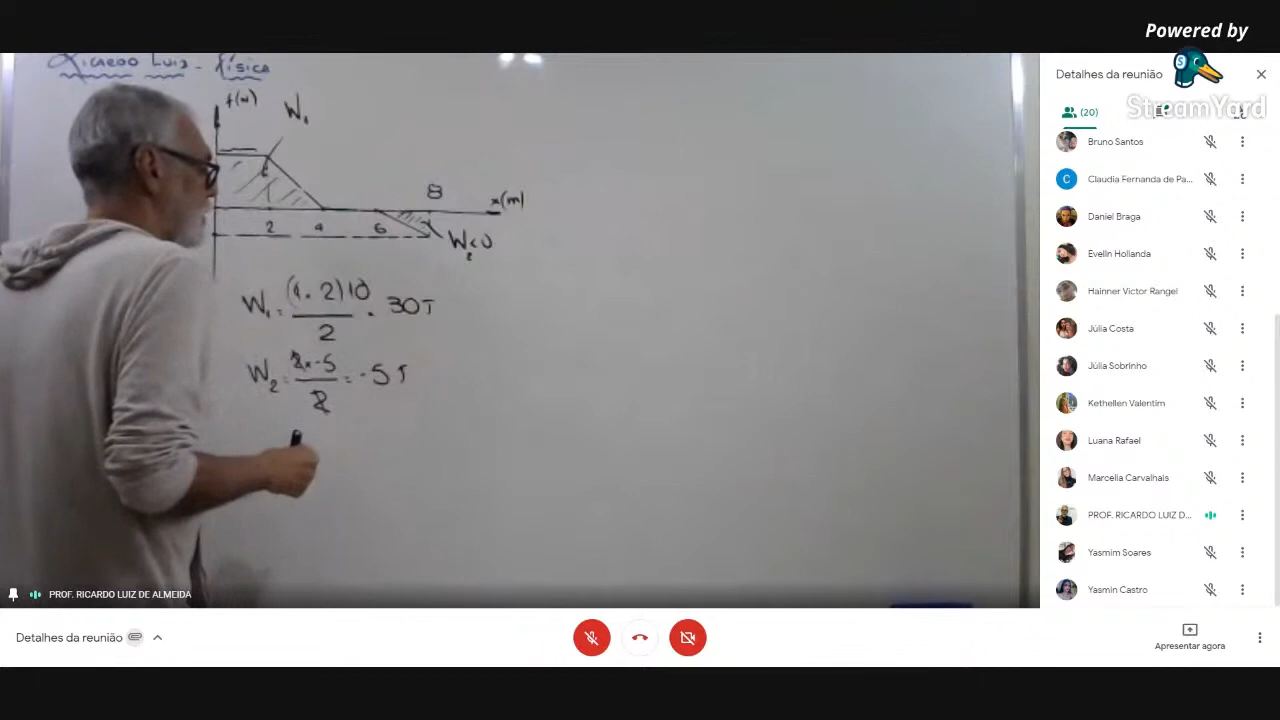 Powered by
StreamYard
Ricardo Luiz - Física
f(x)
W₁
8
x(m)
2 4 6
W₂<0
W₁ = (4 + 2)10 / 2 = 30J
W₂ = 2x-5 / 2 = -5J
PROF. RICARDO LUIZ DE ALMEIDA
Detalhes da reunião
(20)
Bruno Santos
Claudia Fernanda de Pa...
Daniel Braga
Evelin Hollanda
Hainner Victor Rangel
Júlia Costa
Júlia Sobrinho
Kethellen Valentim
Luana Rafael
Marcella Carvalhais
PROF. RICARDO LUIZ D...
Yasmim Soares
Yasmin Castro
Detalhes da reunião
Apresentar agora